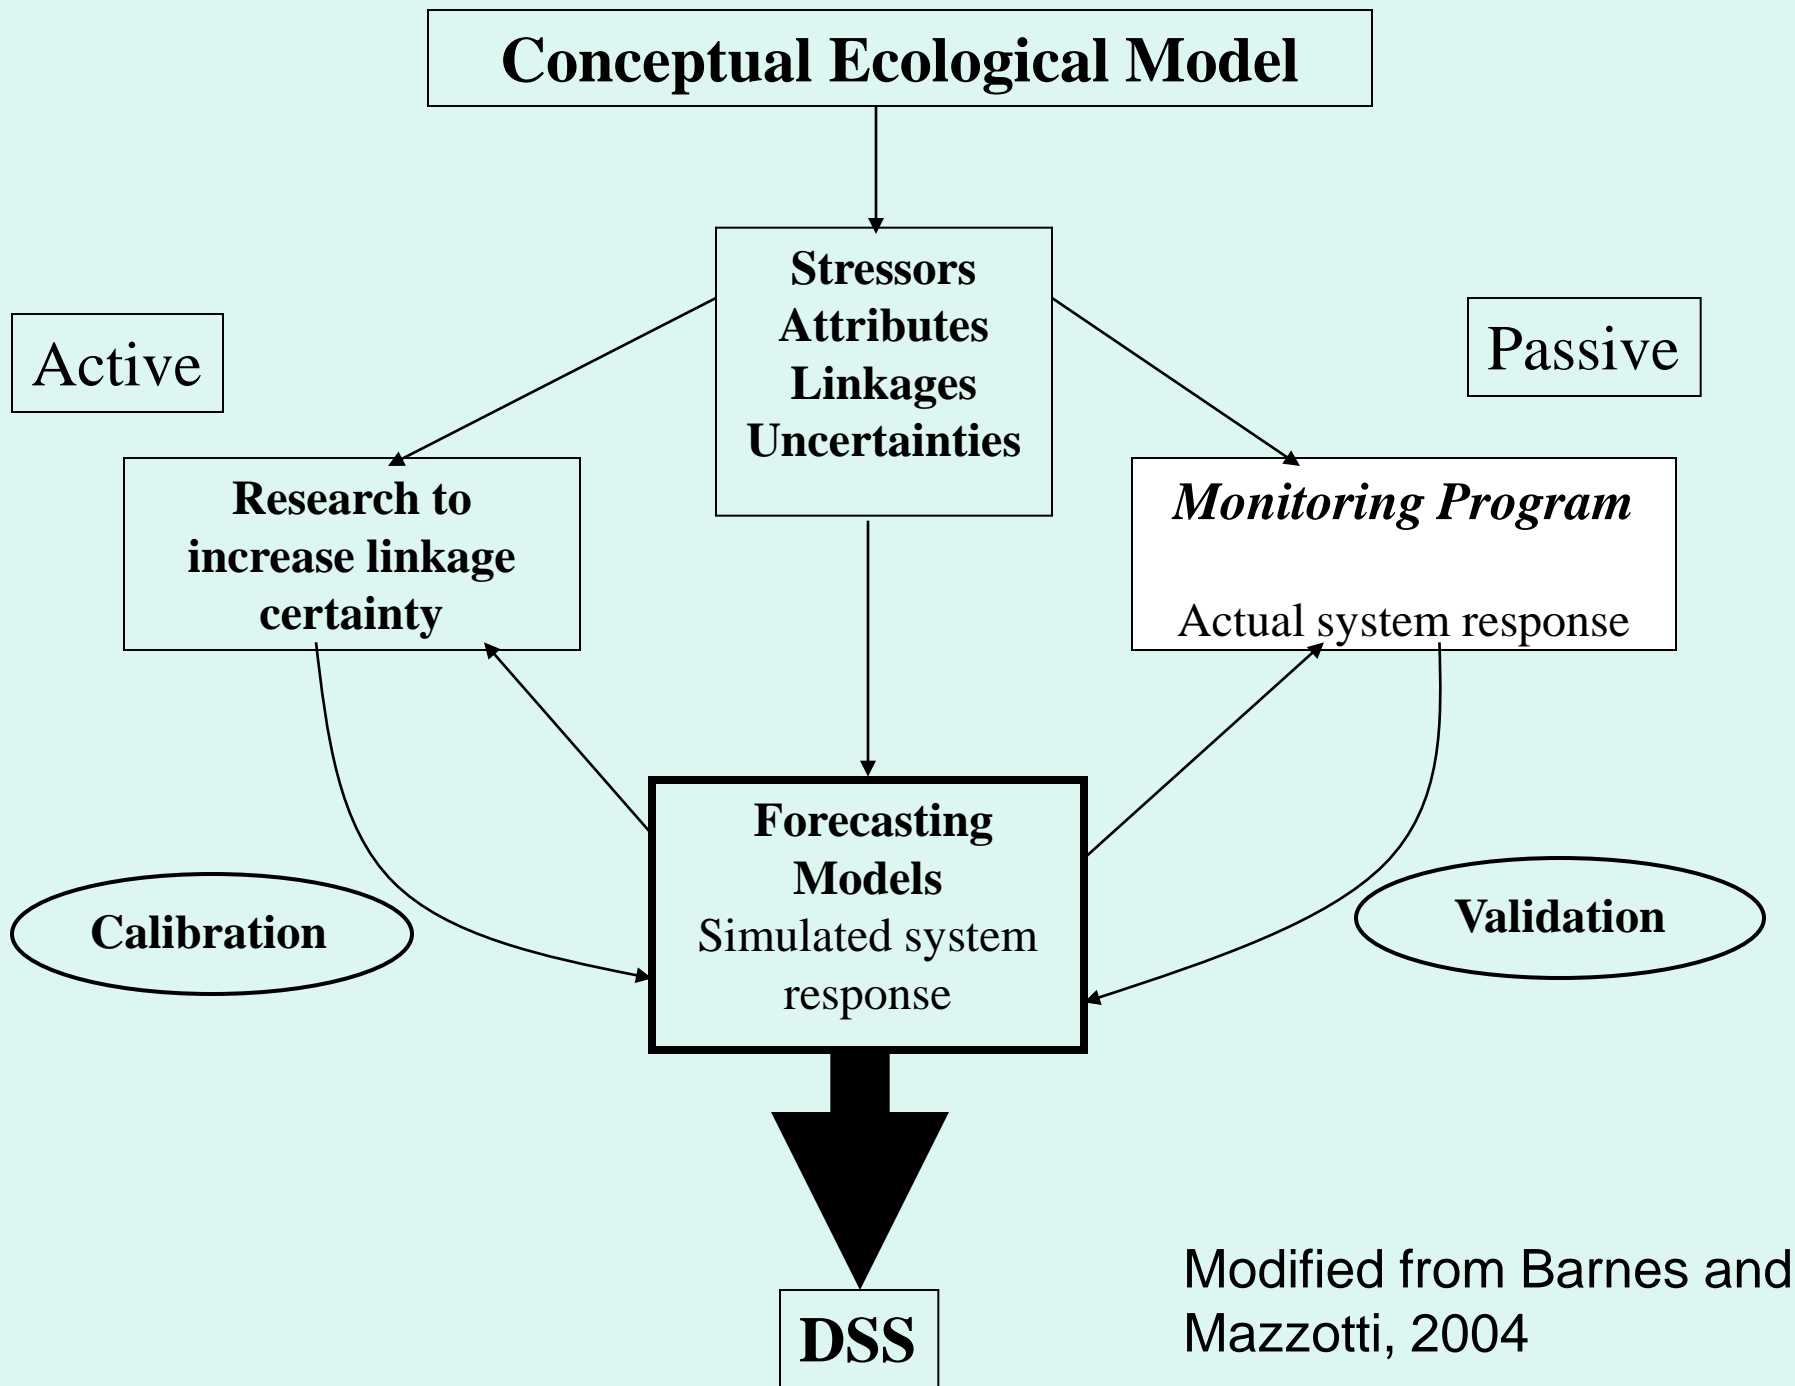 Conceptual Ecological Model
Stressors
Attributes
Linkages
Uncertainties
Active
Passive
Research to
increase linkage
certainty
Monitoring Program
Actual system response
Forecasting
Models
Simulated system
response
Calibration
Validation
DSS
Modified from Barnes and
Mazzotti, 2004